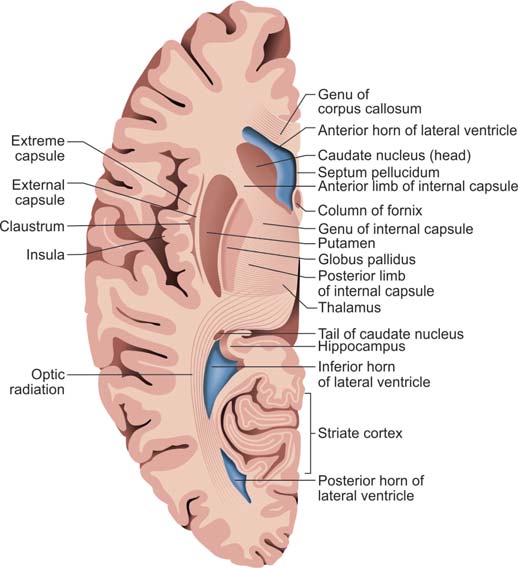 Genu of
corpus callosum
Anterior horn of lateral ventricle
Caudate nucleus (head)
Septum pellucidum
Anterior limb of internal capsule
Column of fornix
Genu of internal capsule
Putamen
Globus pallidus
Posterior limb
of internal capsule
Thalamus
Tail of caudate nucleus
Hippocampus
Inferior horn
of lateral ventricle
Striate cortex
Posterior horn of
lateral ventricle
Extreme
capsule
External
capsule
Claustrum
Insula
Optic
radiation